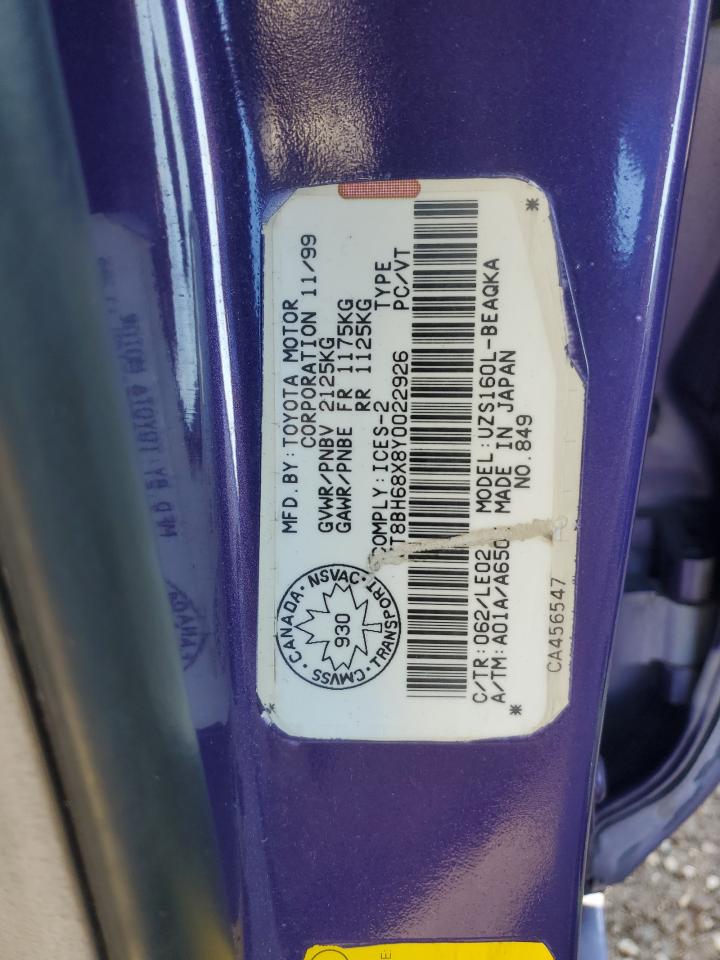 MFD.BY:TOYOTA MOTOR
CORPORATION 11/99
GVWR/PNBV 2125KG
GAWR/PNBE FR 1175KG
RR 1125KG
COMPLY:ICES-2 TYPE
T8BH68X8Y0022926 PC/VT
CANADA · NSVAC · TRANSPORT · CMVSS ·
930
C/TR:062/LE02 MODEL:UZS160L-BEAQKA
A/TM:A01A/A650 MADE IN JAPAN
NO.849
CA456547